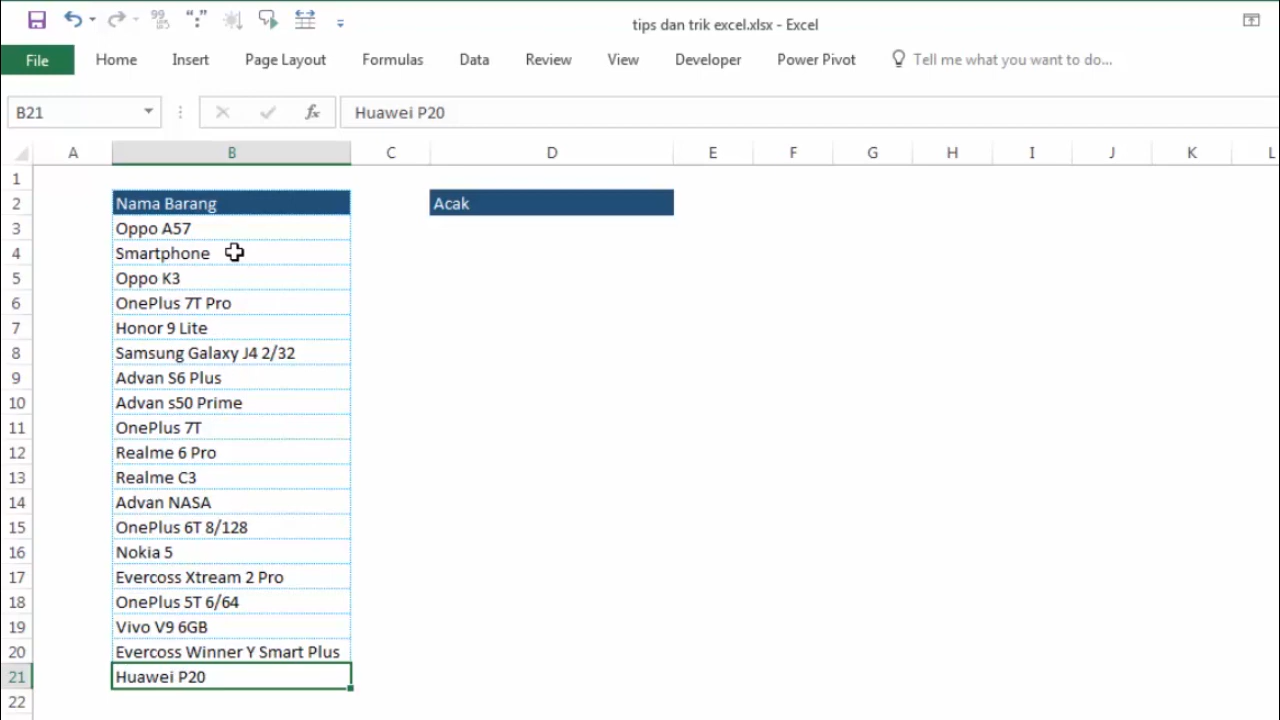 tips dan trik excel.xlsx - Excel
File Home Insert Page Layout Formulas Data Review View Developer Power Pivot Tell me what you want to do...
B21 fx Huawei P20
A B C D E F G H I J K L
1
2 Nama Barang Acak
3 Oppo A57
4 Smartphone
5 Oppo K3
6 OnePlus 7T Pro
7 Honor 9 Lite
8 Samsung Galaxy J4 2/32
9 Advan S6 Plus
10 Advan s50 Prime
11 OnePlus 7T
12 Realme 6 Pro
13 Realme C3
14 Advan NASA
15 OnePlus 6T 8/128
16 Nokia 5
17 Evercoss Xtream 2 Pro
18 OnePlus 5T 6/64
19 Vivo V9 6GB
20 Evercoss Winner Y Smart Plus
21 Huawei P20
22